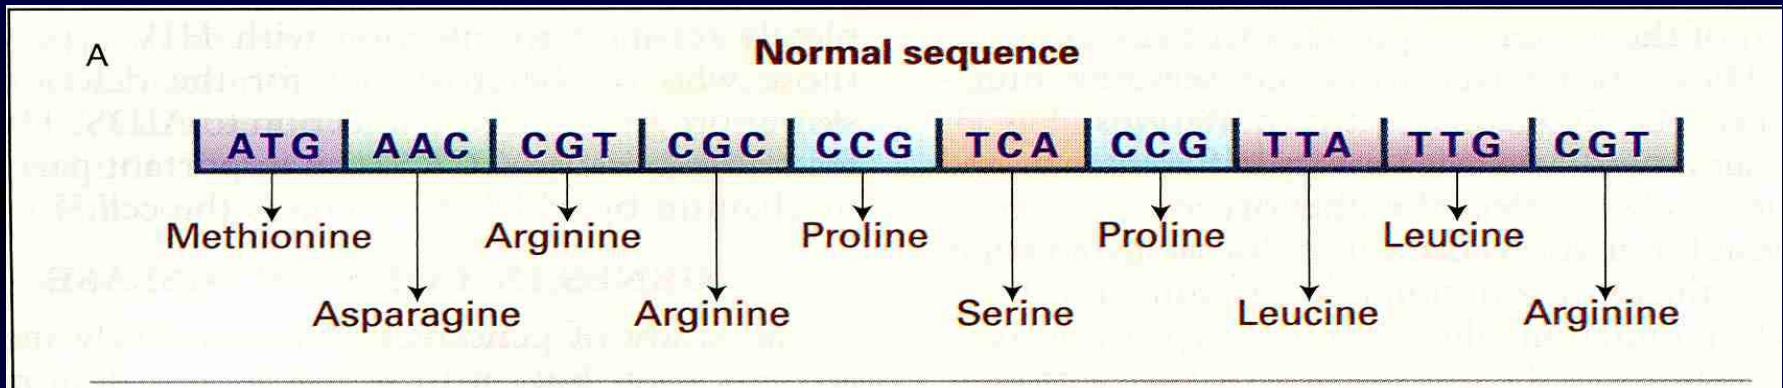 A
Normal sequence
ATG AAC CGT CGC CCG TCA CCG TTA TTG CGT
Methionine Arginine Proline Proline Leucine
Asparagine Arginine Serine Leucine Arginine